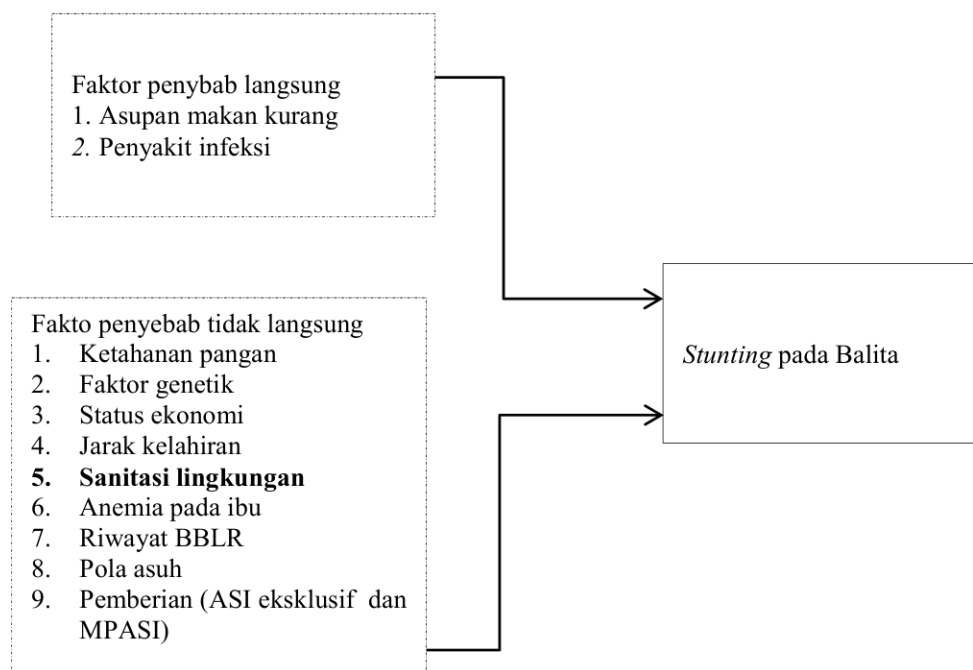 Faktor penybab langsung
1. Asupan makan kurang
2. Penyakit infeksi
Fakto penyebab tidak langsung
1. Ketahanan pangan
2. Faktor genetik
3. Status ekonomi
4. Jarak kelahiran
5. Sanitasi lingkungan
6. Anemia pada ibu
7. Riwayat BBLR
8. Pola asuh
9. Pemberian (ASI eksklusif dan
MPASI)
Stunting pada Balita